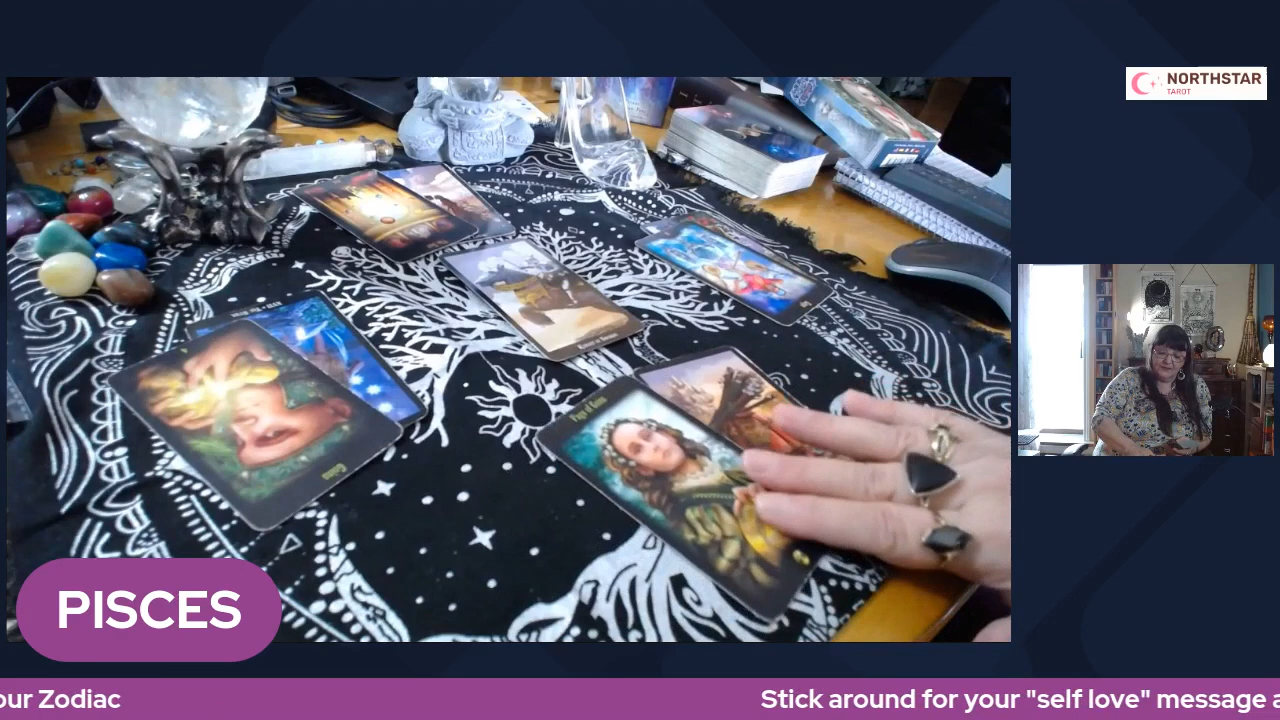 NORTHSTAR
TAROT
Page of Coins
PISCES
our Zodiac
Stick around for your "self love" message a